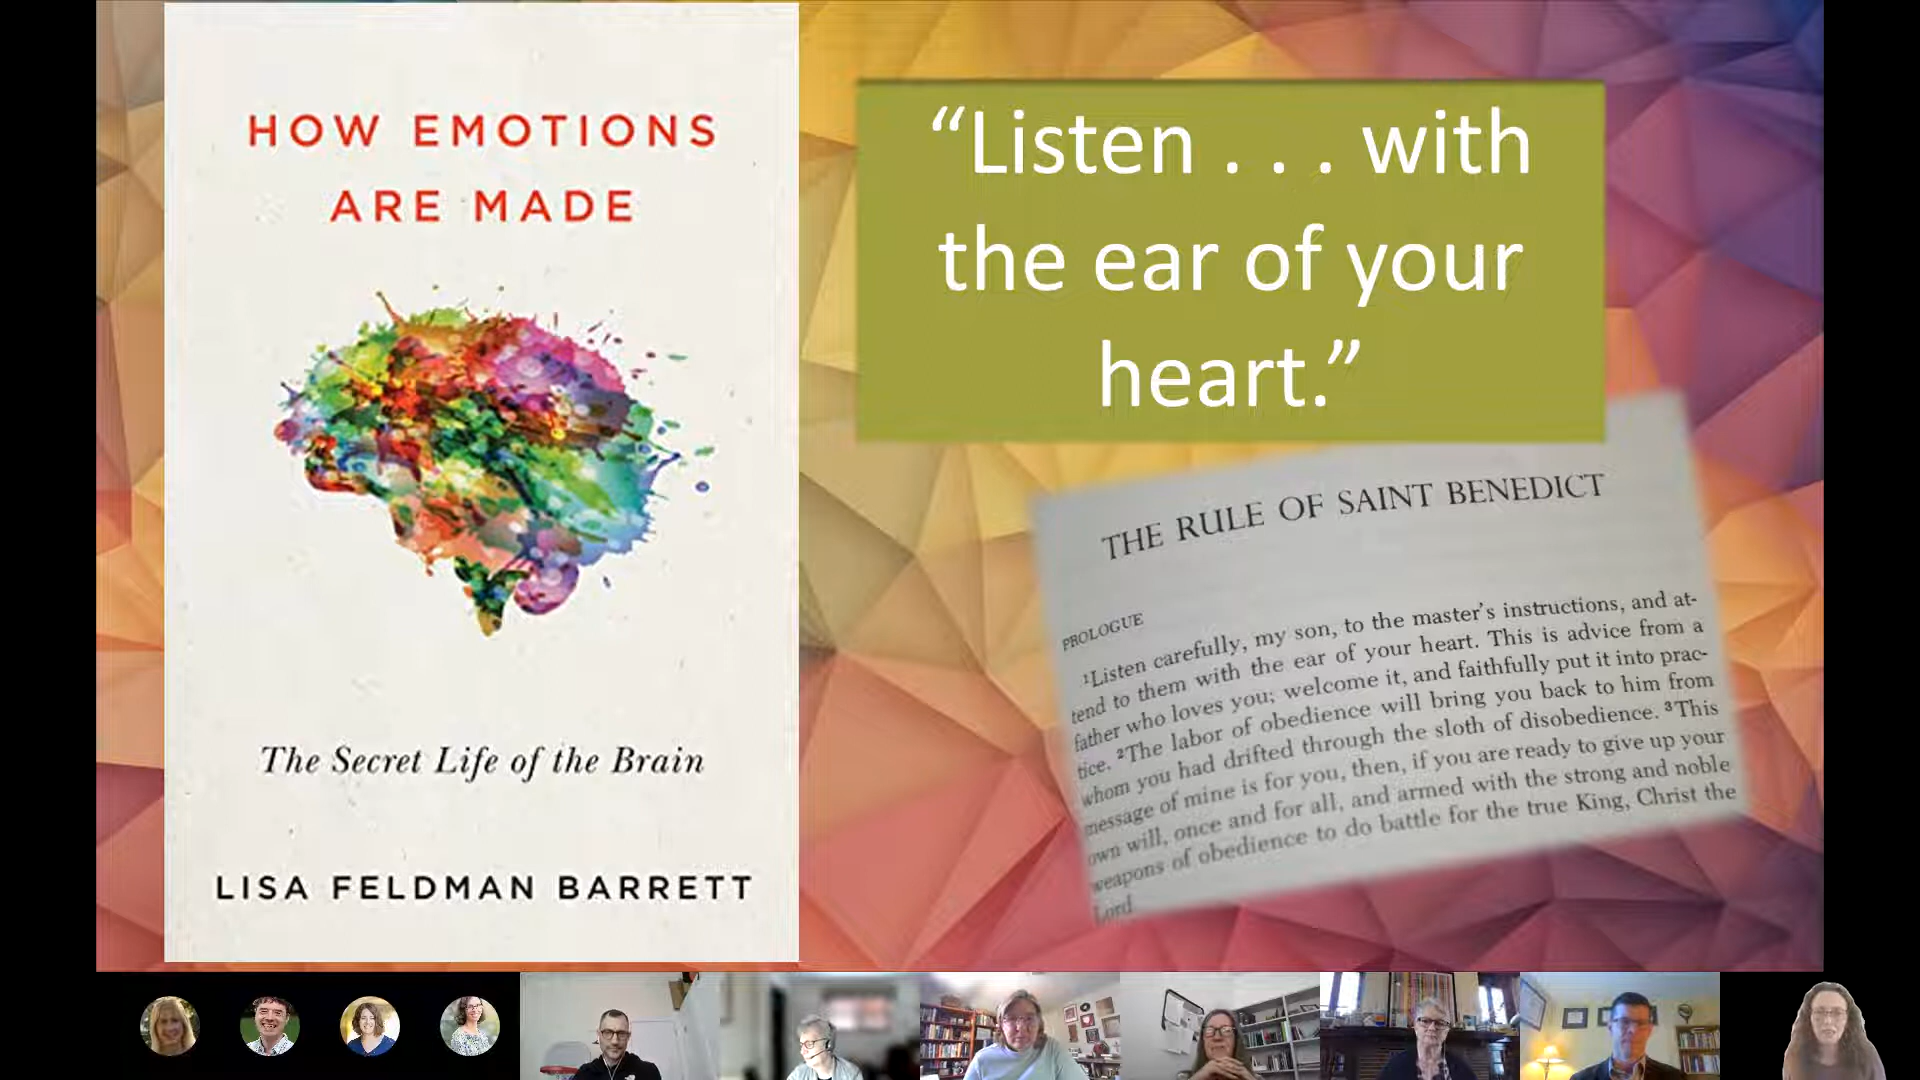 HOW EMOTIONS
ARE MADE
The Secret Life of the Brain
LISA FELDMAN BARRETT
“Listen . . . with
the ear of your
heart.”
THE RULE OF SAINT BENEDICT
PROLOGUE
¹Listen carefully, my son, to the master's instructions, and at-
tend to them with the ear of your heart. This is advice from a
father who loves you; welcome it, and faithfully put it into prac-
tice. ²The labor of obedience will bring you back to him from
whom you had drifted through the sloth of disobedience. ³This
message of mine is for you, then, if you are ready to give up your
own will, once and for all, and armed with the strong and noble
weapons of obedience to do battle for the true King, Christ the
Lord